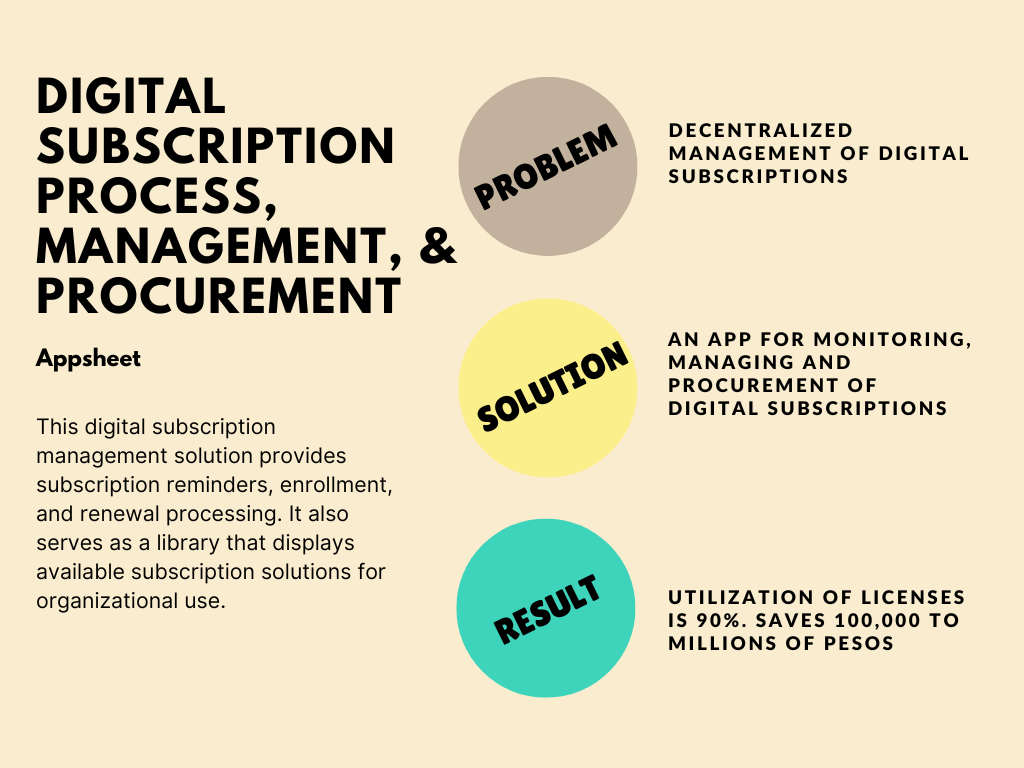 DIGITAL
SUBSCRIPTION
PROCESS,
MANAGEMENT, &
PROCUREMENT
Appsheet
This digital subscription
management solution provides
subscription reminders, enrollment,
and renewal processing. It also
serves as a library that displays
available subscription solutions for
organizational use.
PROBLEM
DECENTRALIZED
MANAGEMENT OF DIGITAL
SUBSCRIPTIONS
SOLUTION
AN APP FOR MONITORING,
MANAGING AND
PROCUREMENT OF
DIGITAL SUBSCRIPTIONS
RESULT
UTILIZATION OF LICENSES
IS 90%. SAVES 100,000 TO
MILLIONS OF PESOS